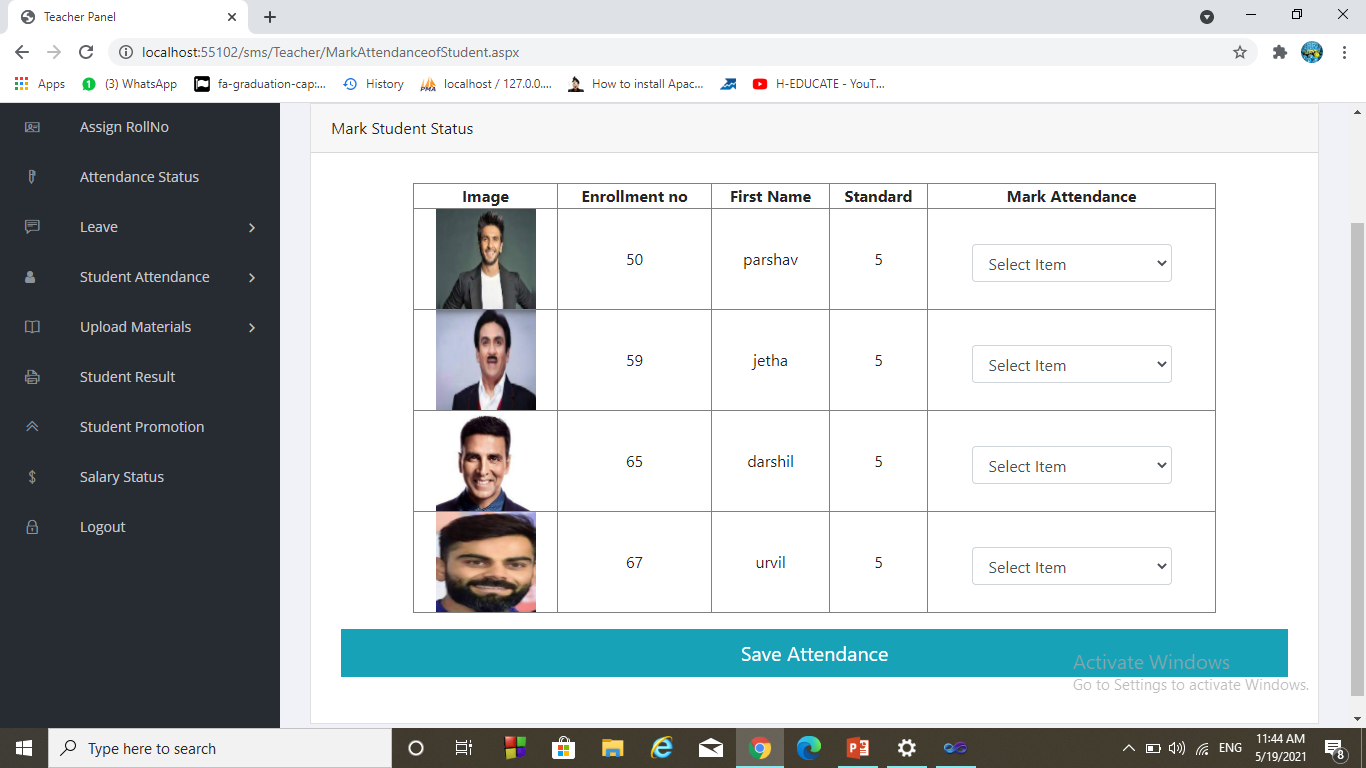 Teacher Panel
localhost:55102/sms/Teacher/MarkAttendanceofStudent.aspx
Apps
1
(3) WhatsApp
fa-graduation-cap:...
History
PMA
localhost / 127.0.0....
How to install Apac...
H-EDUCATE - YouT...
Assign RollNo
Attendance Status
Leave
Student Attendance
Upload Materials
Student Result
Student Promotion
$ Salary Status
Logout
Mark Student Status
Image Enrollment no First Name Standard Mark Attendance
50 parshav 5 Select Item
59 jetha 5 Select Item
65 darshil 5 Select Item
67 urvil 5 Select Item
Save Attendance
Activate Windows
Go to Settings to activate Windows.
Type here to search
ENG
11:44 AM
5/19/2021
8